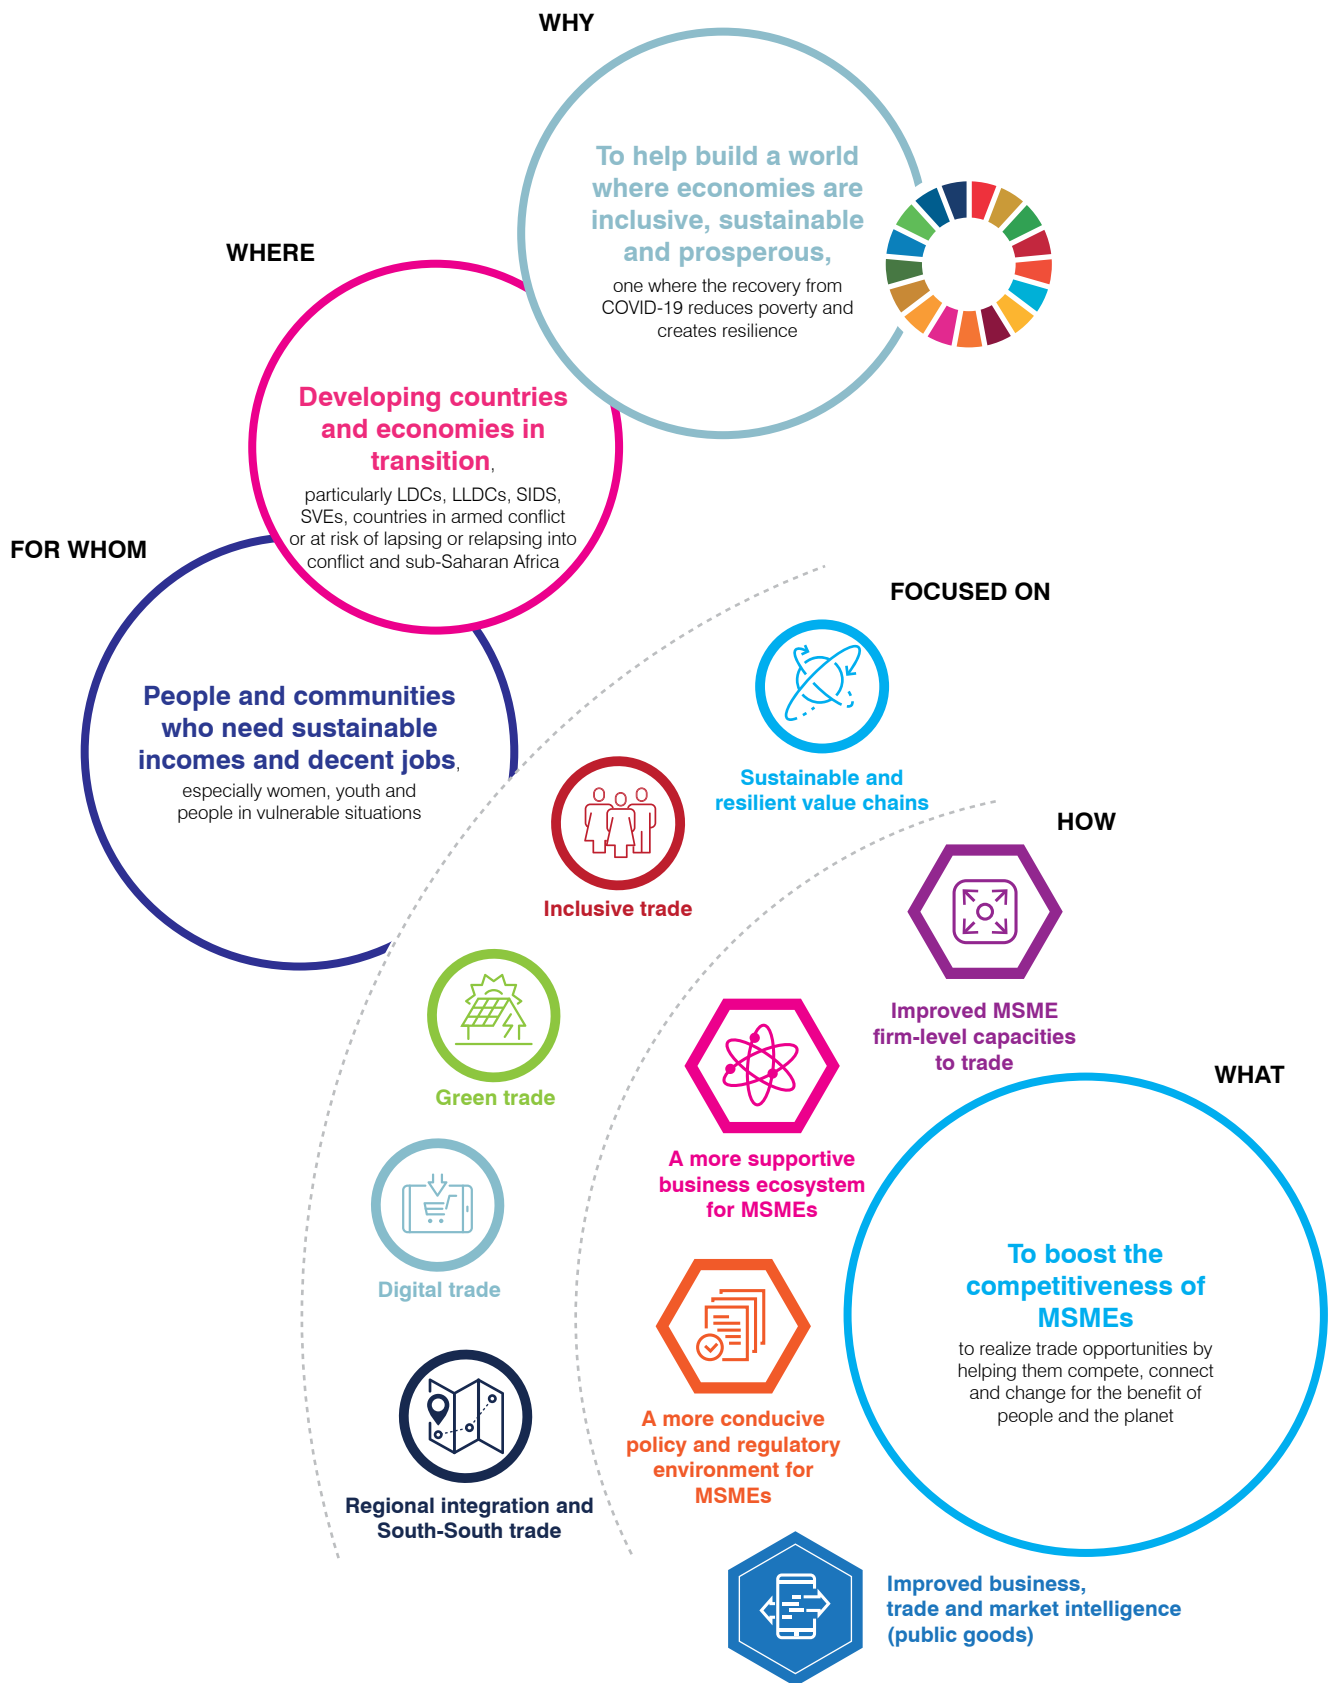 WHY
To help build a world
where economies are
inclusive, sustainable
and prosperous,
one where the recovery from
COVID-19 reduces poverty and
creates resilience
WHERE
Developing countries
and economies in
transition,
particularly LDCs, LLDCs, SIDS,
SVEs, countries in armed conflict
or at risk of lapsing or relapsing into
conflict and sub-Saharan Africa
FOR WHOM
People and communities
who need sustainable
incomes and decent jobs,
especially women, youth and
people in vulnerable situations
FOCUSED ON
Sustainable and
resilient value chains
Inclusive trade
Green trade
Digital trade
Regional integration and
South-South trade
HOW
Improved MSME
firm-level capacities
to trade
A more supportive
business ecosystem
for MSMEs
A more conducive
policy and regulatory
environment for
MSMEs
Improved business,
trade and market intelligence
(public goods)
WHAT
To boost the
competitiveness of
MSMEs
to realize trade opportunities by
helping them compete, connect
and change for the benefit of
people and the planet